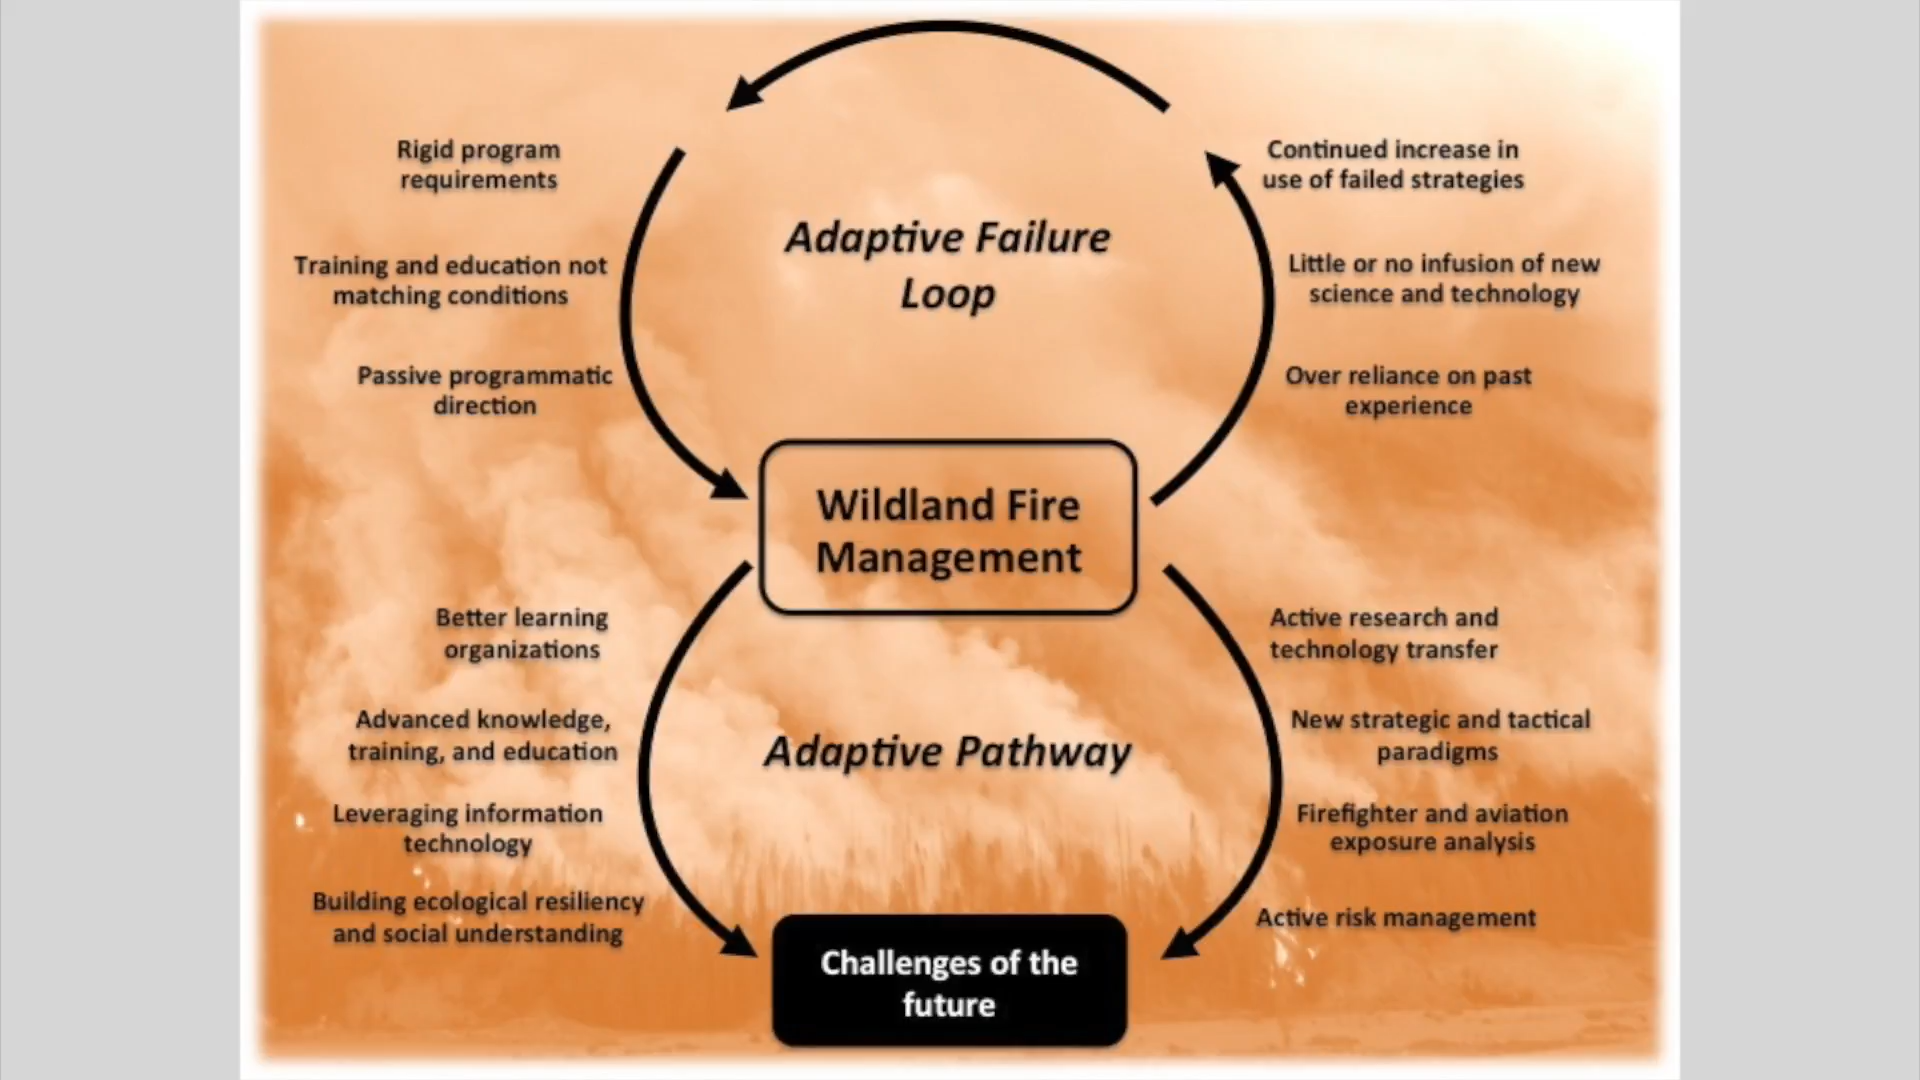 Rigid program
requirements
Training and education not
matching conditions
Passive programmatic
direction
Adaptive Failure
Loop
Continued increase in
use of failed strategies
Little or no infusion of new
science and technology
Over reliance on past
experience
Wildland Fire
Management
Better learning
organizations
Advanced knowledge,
training, and education
Leveraging information
technology
Building ecological resiliency
and social understanding
Adaptive Pathway
Active research and
technology transfer
New strategic and tactical
paradigms
Firefighter and aviation
exposure analysis
Active risk management
Challenges of the
future